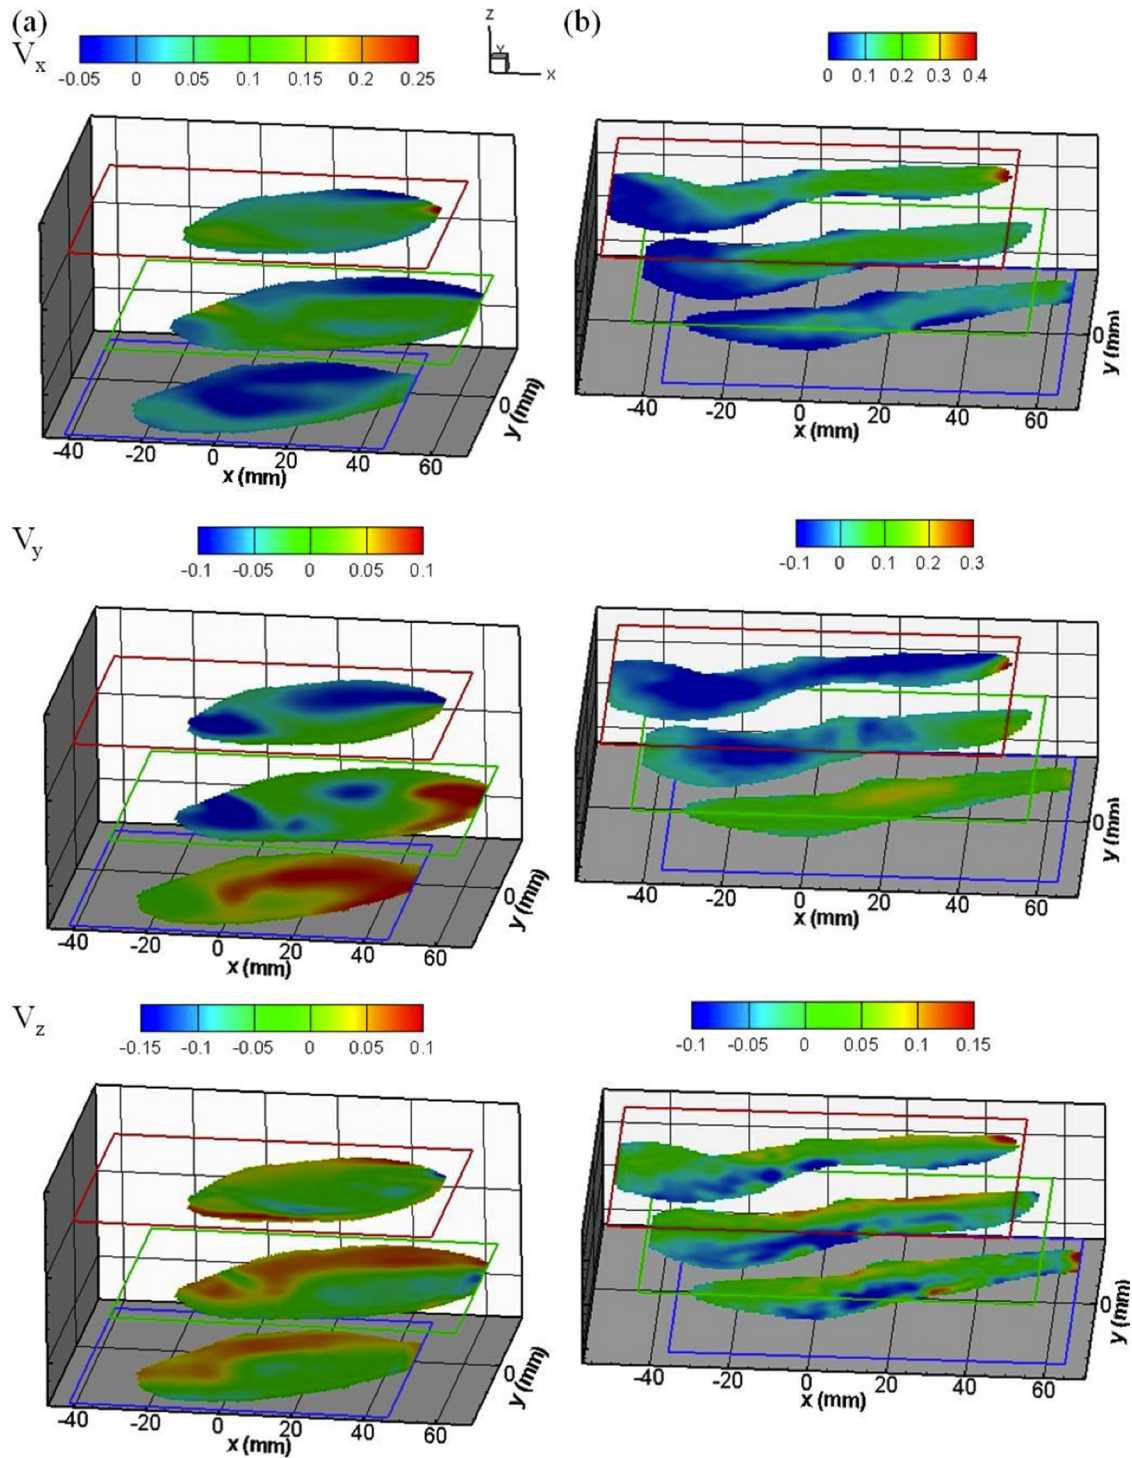 (a) (b)
V_x
-0.05 0 0.05 0.1 0.15 0.2 0.25
z
Y
x
0 0.1 0.2 0.3 0.4
-40 -20 0 20 40 60
x (mm)
0
y (mm)
-40 -20 0 20 40 60
x (mm)
0
y (mm)
V_y
-0.1 -0.05 0 0.05 0.1
-0.1 0 0.1 0.2 0.3
-40 -20 0 20 40 60
x (mm)
0
y (mm)
-40 -20 0 20 40 60
x (mm)
0
y (mm)
V_z
-0.15 -0.1 -0.05 0 0.05 0.1
-0.1 -0.05 0 0.05 0.1 0.15
-40 -20 0 20 40 60
x (mm)
0
y (mm)
-40 -20 0 20 40 60
x (mm)
0
y (mm)